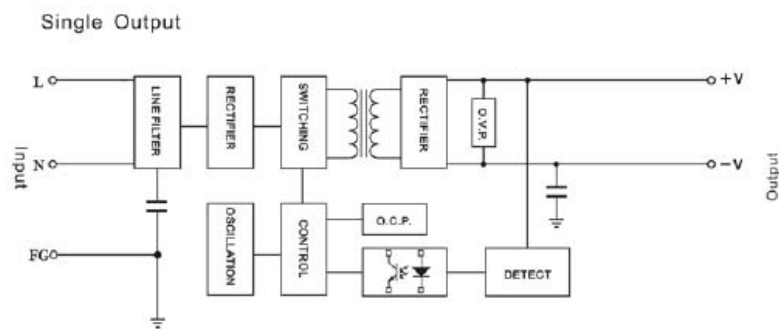 Single Output
L
LINE FILTER
RECTIFIER
SWITCHING
RECTIFIER
O.V.P.
+V
Input
N
-V
Output
FG
OSCILLATION
CONTROL
O.C.P.
DETECT